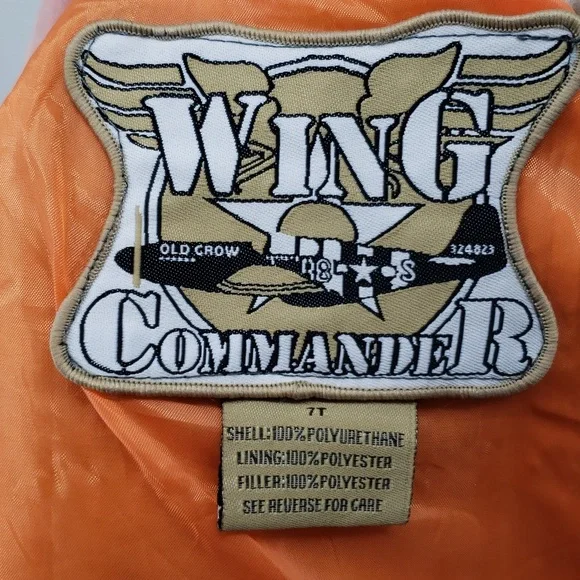 WING
OLD CROW
324823
R8 S
COMMANDER
7T
SHELL:100%POLYURETHANE
LINING:100%POLYESTER
FILLER:100%POLYESTER
SEE REVERSE FOR CARE